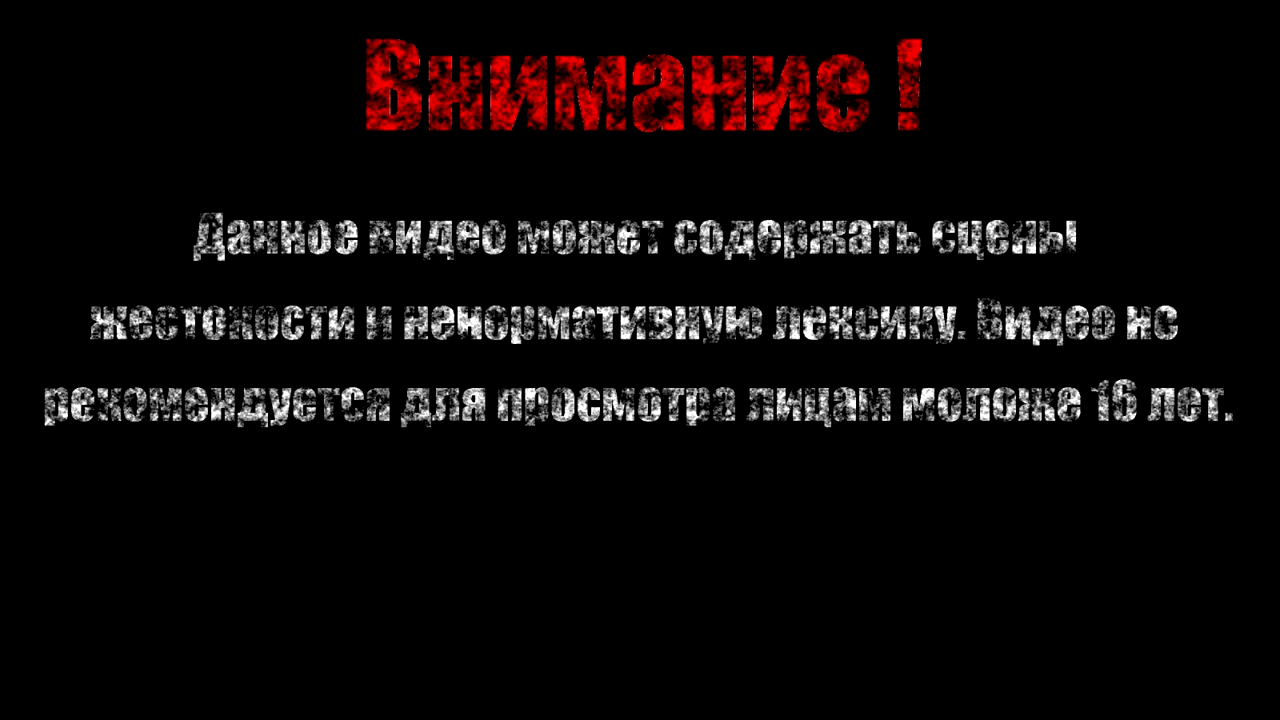 Внимание !
Данное видео может содержать сцены
жестокости и ненормативную лексику. Видео не
рекомендуется для просмотра лицам моложе 16 лет.